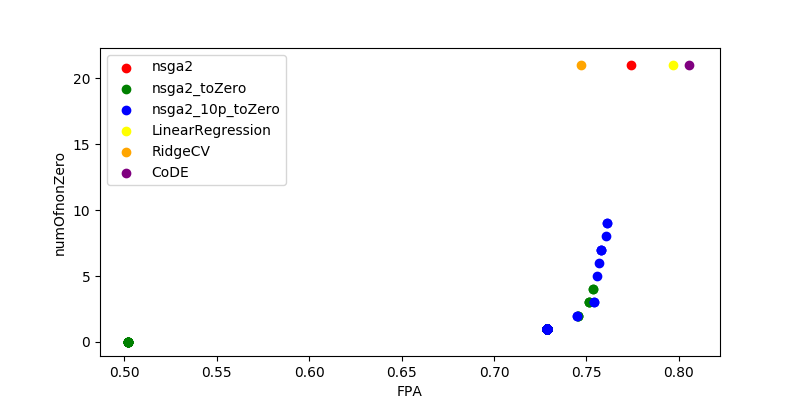 nsga2
nsga2_toZero
nsga2_10p_toZero
LinearRegression
RidgeCV
CoDE
20
15
10
5
0
numOfnonZero
0.50 0.55 0.60 0.65 0.70 0.75 0.80
FPA